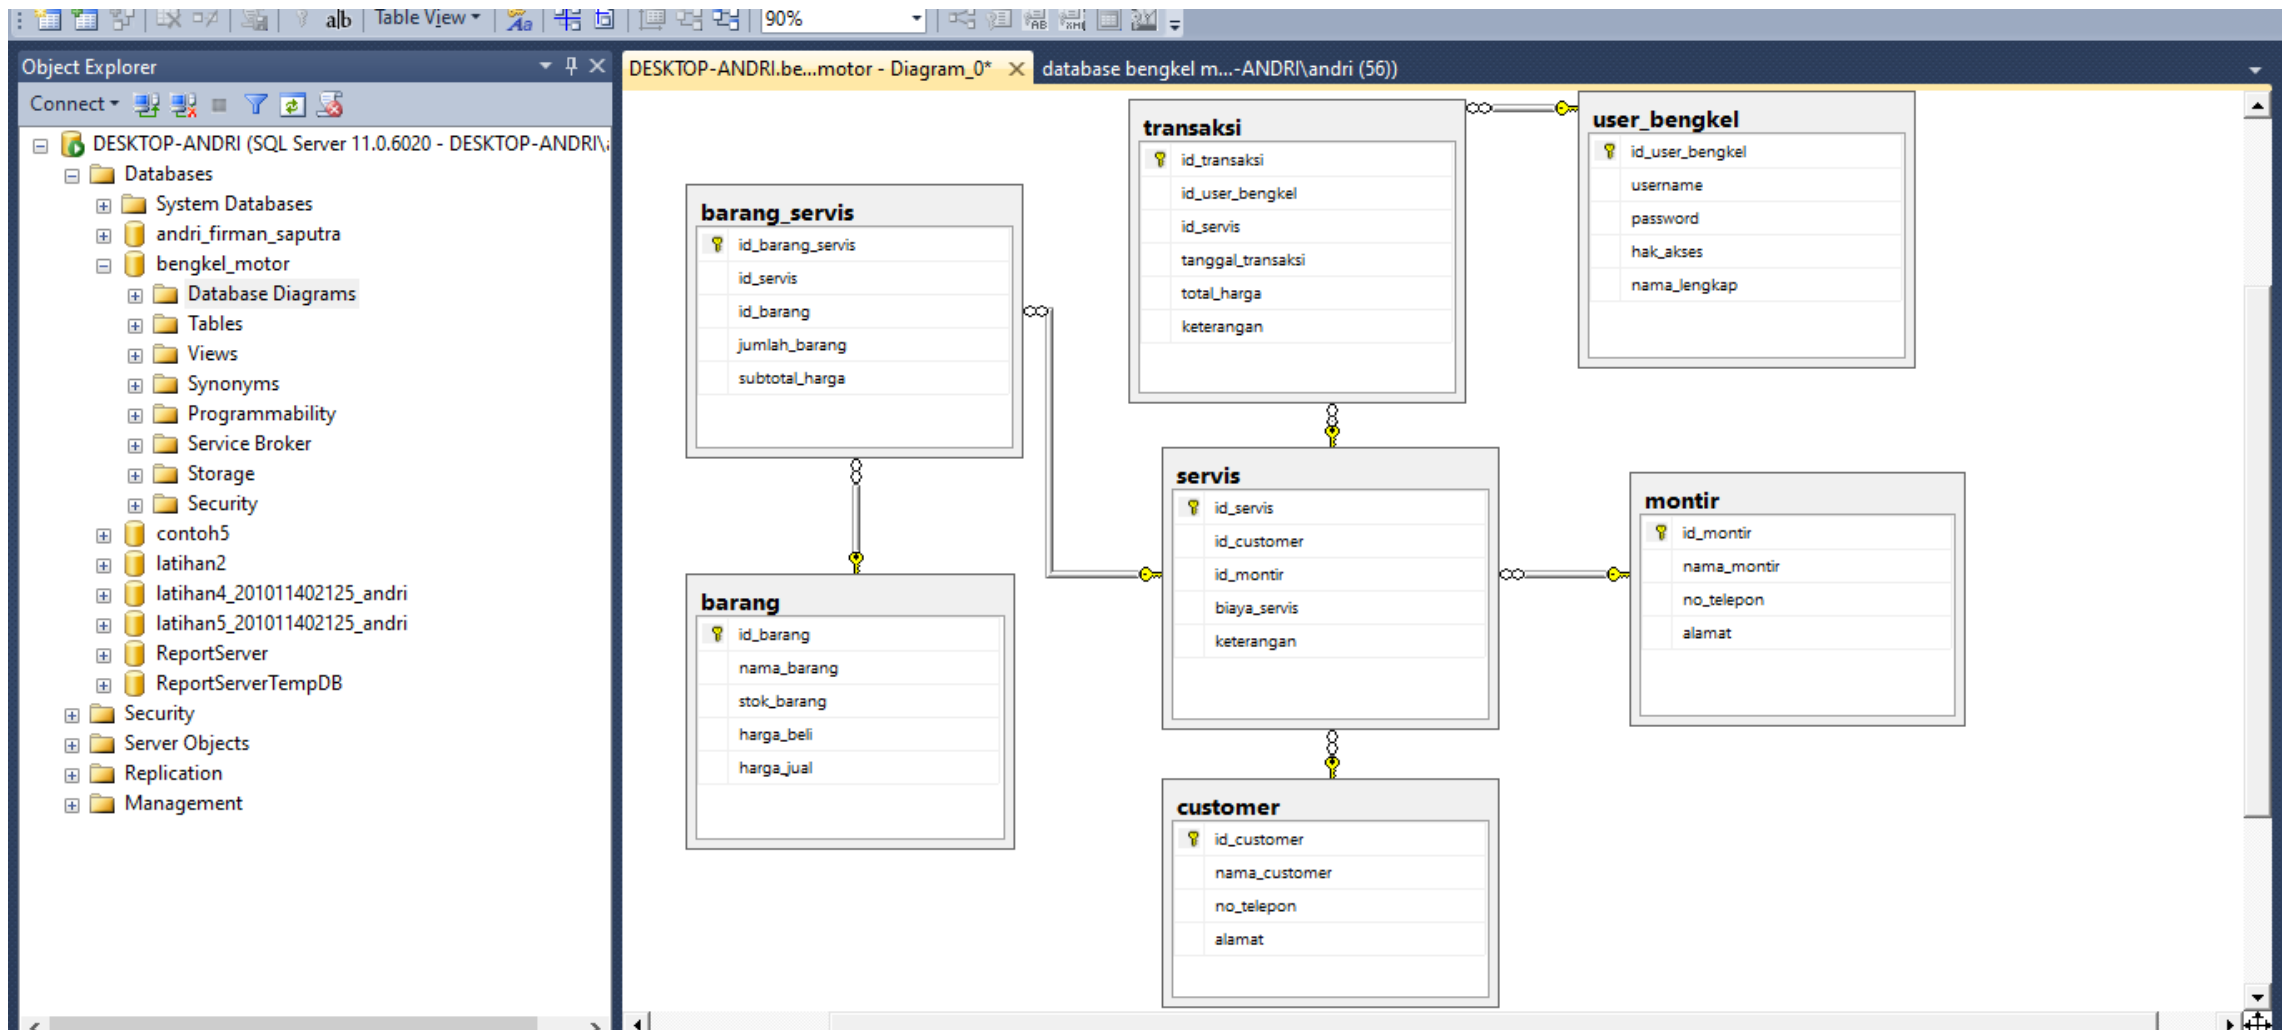 a|b
Table View
90%
Object Explorer
Connect
DESKTOP-ANDRI (SQL Server 11.0.6020 - DESKTOP-ANDRI\
Databases
System Databases
andri_firman_saputra
bengkel_motor
Database Diagrams
Tables
Views
Synonyms
Programmability
Service Broker
Storage
Security
contoh5
latihan2
latihan4_201011402125_andri
latihan5_201011402125_andri
ReportServer
ReportServerTempDB
Security
Server Objects
Replication
Management
DESKTOP-ANDRI.be...motor - Diagram_0*
database bengkel m...-ANDRI\andri (56))
barang_servis
id_barang_servis
id_servis
id_barang
jumlah_barang
subtotal_harga
barang
id_barang
nama_barang
stok_barang
harga_beli
harga_jual
transaksi
id_transaksi
id_user_bengkel
id_servis
tanggal_transaksi
total_harga
keterangan
servis
id_servis
id_customer
id_montir
biaya_servis
keterangan
customer
id_customer
nama_customer
no_telepon
alamat
user_bengkel
id_user_bengkel
username
password
hak_akses
nama_lengkap
montir
id_montir
nama_montir
no_telepon
alamat